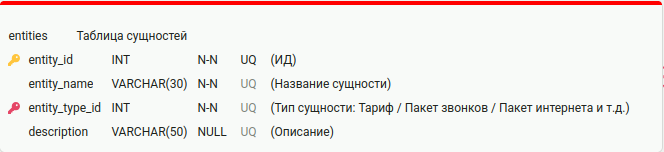 entities Таблица сущностей
entity_id INT N-N UQ (ИД)
entity_name VARCHAR(30) N-N UQ (Название сущности)
entity_type_id INT N-N UQ (Тип сущности: Тариф / Пакет звонков / Пакет интернета и т.д.)
description VARCHAR(50) NULL UQ (Описание)